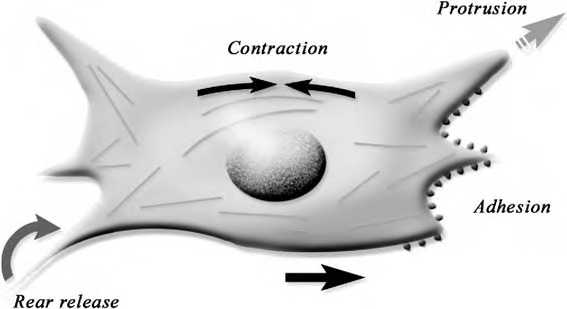 Protrusion
Contraction
Adhesion
Rear release